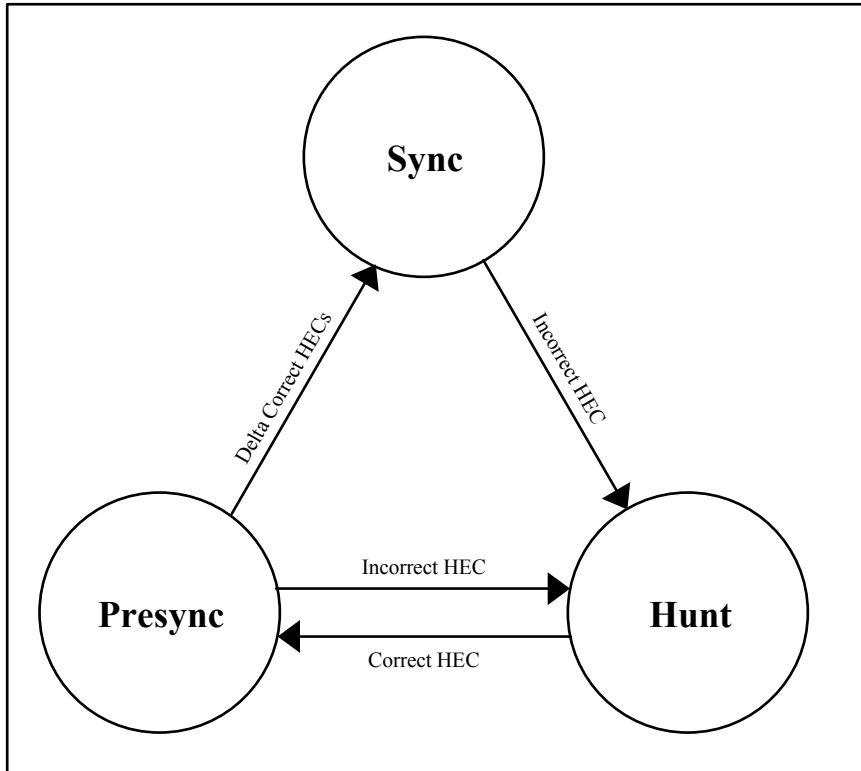 Sync
Delta Correct HECs
Incorrect HEC
Incorrect HEC
Presync
Hunt
Correct HEC